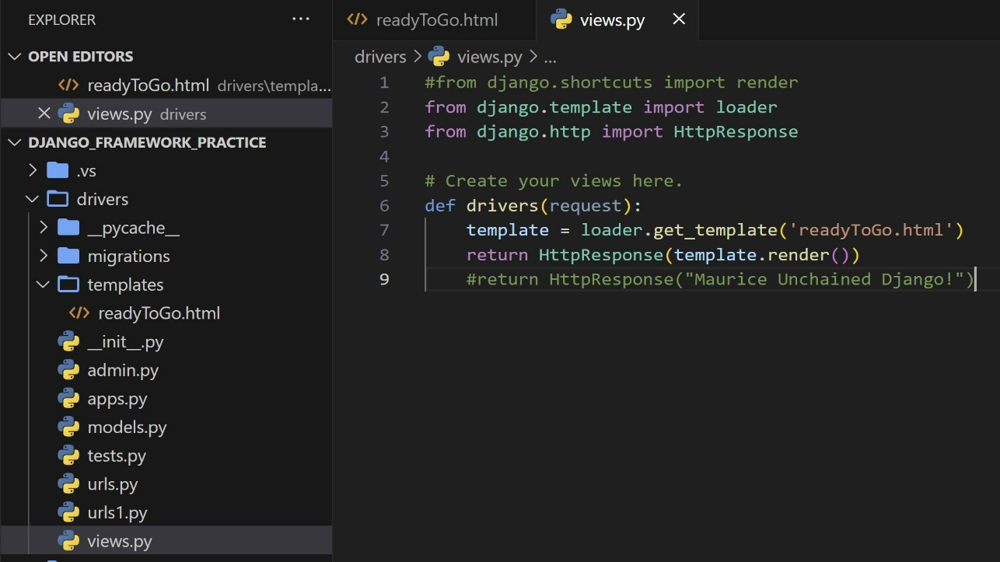 EXPLORER ...
OPEN EDITORS
readyToGo.html drivers\templa...
views.py drivers
DJANGO_FRAMEWORK_PRACTICE
.vs
drivers
__pycache__
migrations
templates
readyToGo.html
__init__.py
admin.py
apps.py
models.py
tests.py
urls.py
urls1.py
views.py
readyToGo.html views.py
drivers > views.py > ...
1 #from django.shortcuts import render
2 from django.template import loader
3 from django.http import HttpResponse
4
5 # Create your views here.
6 def drivers(request):
7 template = loader.get_template('readyToGo.html')
8 return HttpResponse(template.render())
9 #return HttpResponse("Maurice Unchained Django!")